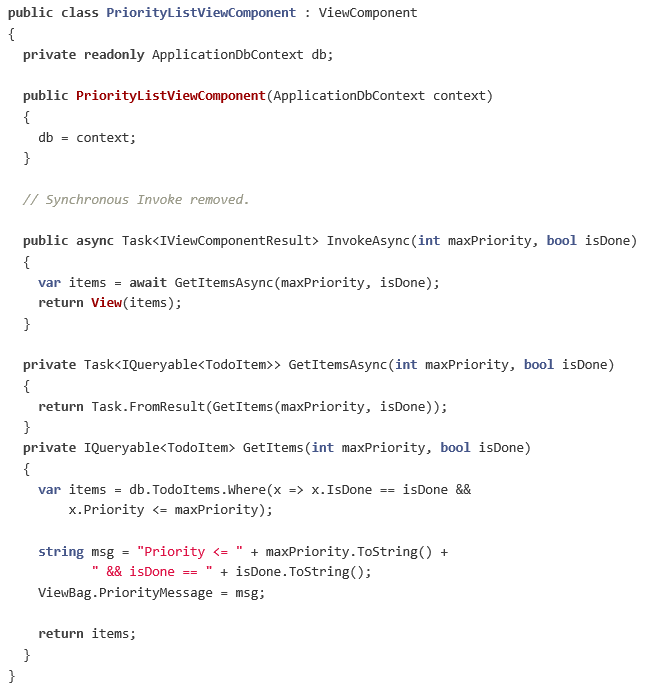 public class PriorityListViewComponent : ViewComponent
{
  private readonly ApplicationDbContext db;

  public PriorityListViewComponent(ApplicationDbContext context)
  {
    db = context;
  }

  // Synchronous Invoke removed.

  public async Task<IViewComponentResult> InvokeAsync(int maxPriority, bool isDone)
  {
    var items = await GetItemsAsync(maxPriority, isDone);
    return View(items);
  }

  private Task<IQueryable<TodoItem>> GetItemsAsync(int maxPriority, bool isDone)
  {
    return Task.FromResult(GetItems(maxPriority, isDone));
  }
  private IQueryable<TodoItem> GetItems(int maxPriority, bool isDone)
  {
    var items = db.TodoItems.Where(x => x.IsDone == isDone &&
        x.Priority <= maxPriority);

    string msg = "Priority <= " + maxPriority.ToString() +
           " && isDone == " + isDone.ToString();
    ViewBag.PriorityMessage = msg;

    return items;
  }
}